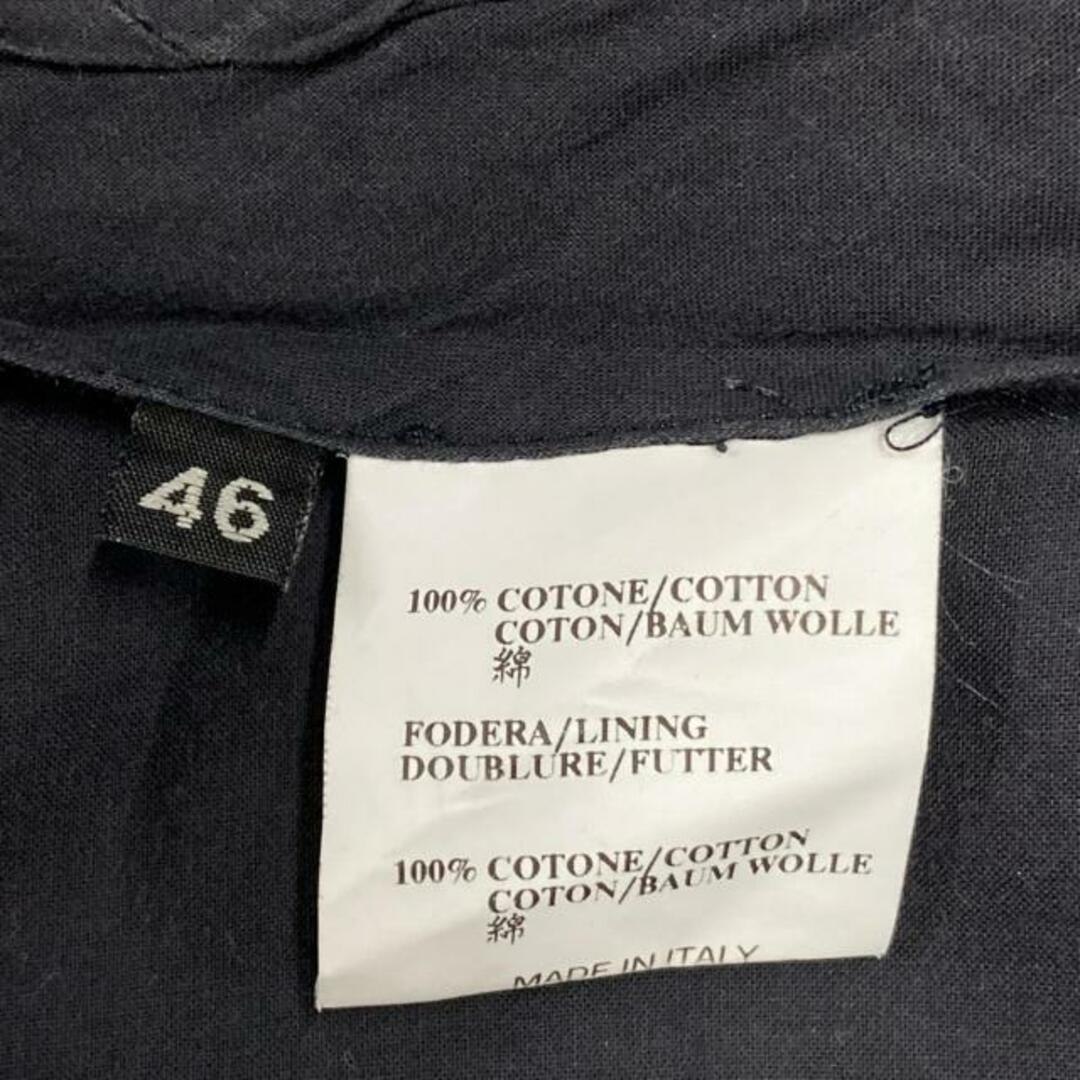 46
100% COTONE/COTTON
COTON/BAUM WOLLE
綿
FODERA/LINING
DOUBLURE/FUTTER
100% COTONE/COTTON
COTON/BAUM WOLLE
綿
MADE IN ITALY